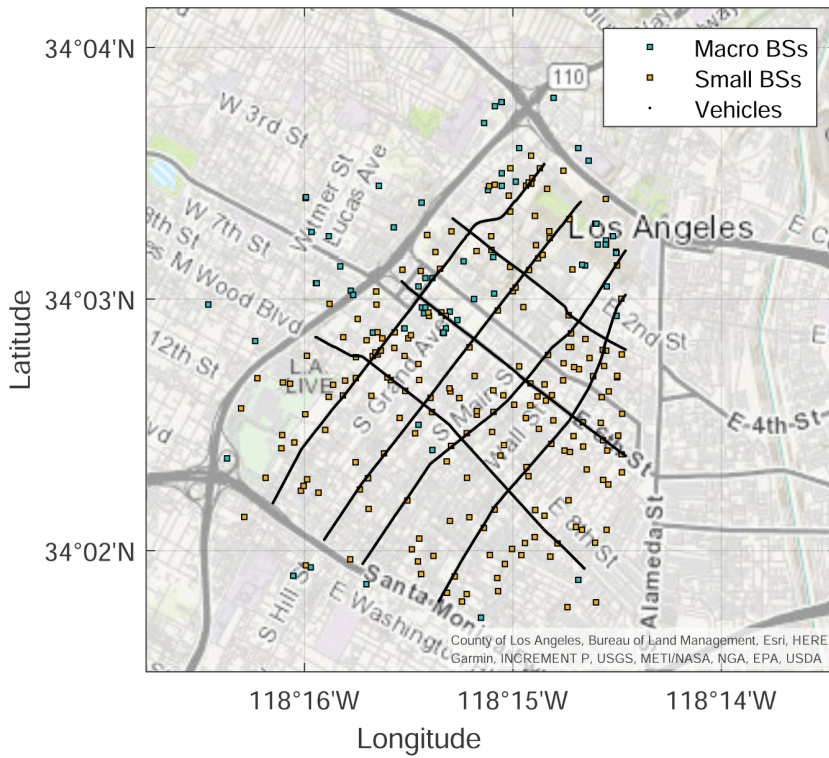 34°04'N
110
Macro BSs
Small BSs
Vehicles
W 3rd St
Witmer St
Lucas Ave
W 7th St
8th St
es M Wood Blvd
Los Angeles
E C
34°03'N
12th St
L.A.
LIVE
S Grand Ave
S Main S
Wall St
E 2nd St
E
E 4th St
E 6th St
lvd
E 8th St
Alameda St
34°02'N
S Hill St
Santa Moni
E Washington
County of Los Angeles, Bureau of Land Management, Esri, HERE
Garmin, INCREMENT P, USGS, METI/NASA, NGA, EPA, USDA
118°16'W
118°15'W
118°14'W
Longitude
Latitude